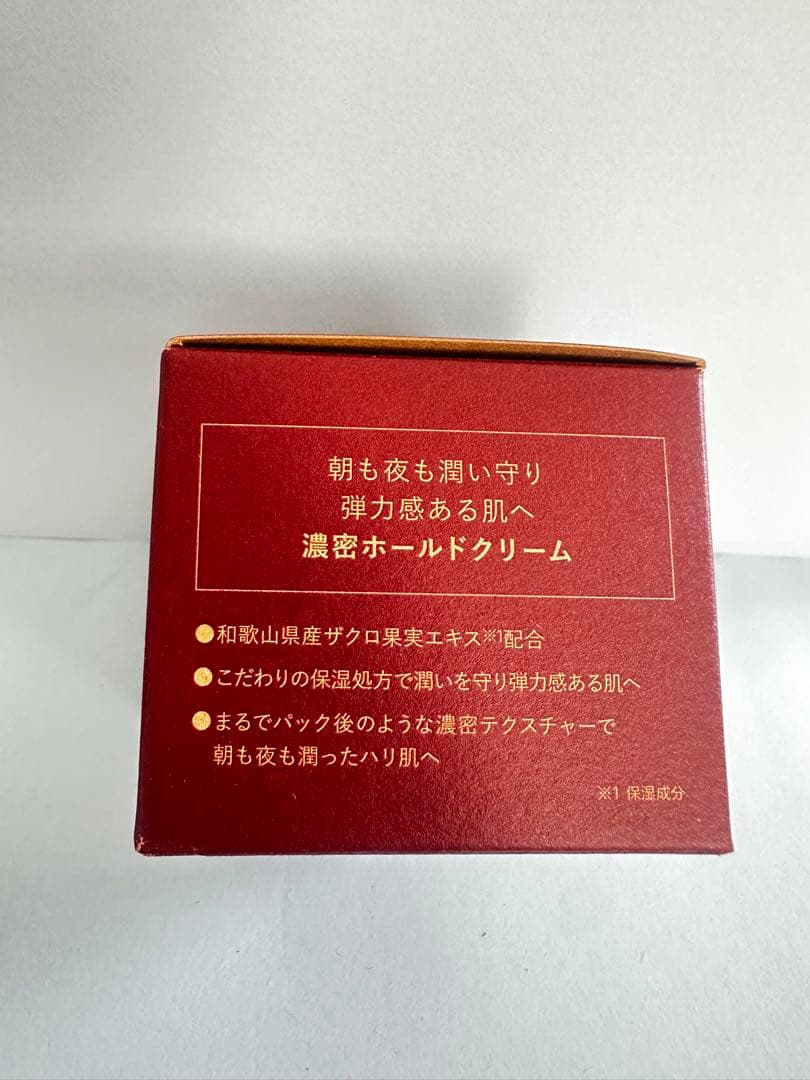 朝も夜も潤い守り
弾力感ある肌へ
濃密ホールドクリーム
●和歌山県産ザクロ果実エキス※1配合
●こだわりの保湿処方で潤いを守り弾力感ある肌へ
●まるでパック後のような濃密テクスチャーで
朝も夜も潤ったハリ肌へ
※1 保湿成分